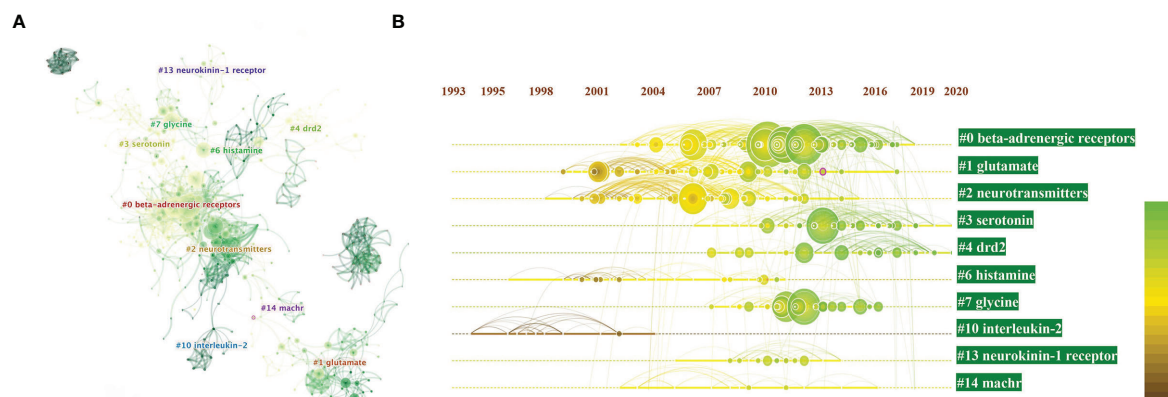 A
#13 neurokinin-1 receptor
#7 glycine
#4 drd2
#3 serotonin
#6 histamine
#0 beta-adrenergic receptors
#2 neurotransmitters
#14 machr
#10 interleukin-2
#1 glutamate
B
1993 1995 1998 2001 2004 2007 2010 2013 2016 2019 2020
#0 beta-adrenergic receptors
#1 glutamate
#2 neurotransmitters
#3 serotonin
#4 drd2
#6 histamine
#7 glycine
#10 interleukin-2
#13 neurokinin-1 receptor
#14 machr